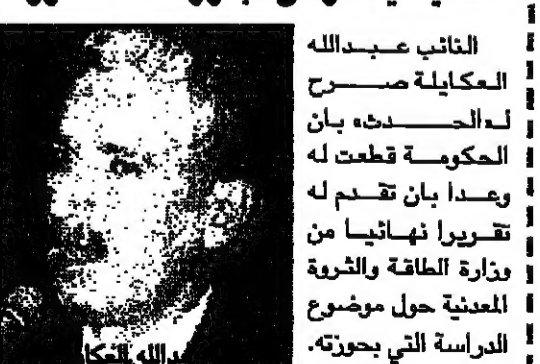 النائب عبدالله
العكايلة صرح
لـ«الحدث» بان
الحكومة قطعت له
وعدا بان تقدم له
تقريرا نهائيا من
وزارة الطاقة والثروة
المعدنية حول موضوع
الدراسة التي بحوزته.